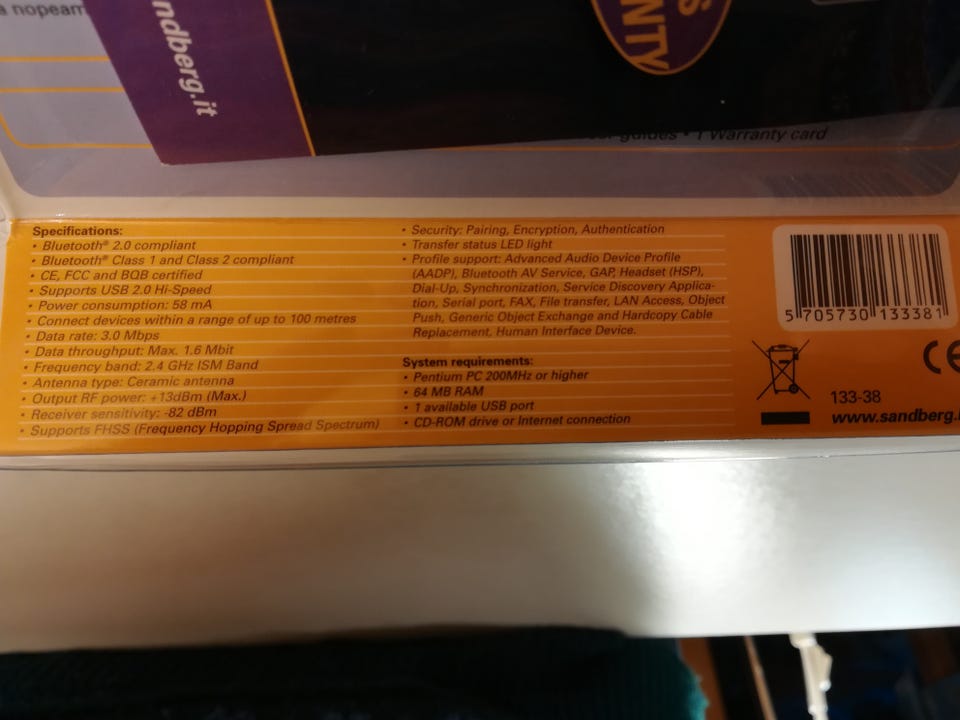 a nopeam
ndberg.it
NTY
guides • 1 Warranty card
Specifications:
• Bluetooth® 2.0 compliant
• Bluetooth® Class 1 and Class 2 compliant
• CE, FCC and BQB certified
• Supports USB 2.0 Hi-Speed
• Power consumption: 58 mA
• Connect devices within a range of up to 100 metres
• Data rate: 3.0 Mbps
• Data throughput: Max. 1.6 Mbit
• Frequency band: 2.4 GHz ISM Band
• Antenna type: Ceramic antenna
• Output RF power: +13dBm (Max.)
• Receiver sensitivity: -82 dBm
• Supports FHSS (Frequency Hopping Spread Spectrum)
• Security: Pairing, Encryption, Authentication
• Transfer status LED light
• Profile support: Advanced Audio Device Profile
(AADP), Bluetooth AV Service, GAP, Headset (HSP),
Dial-Up, Synchronization, Service Discovery Applica-
tion, Serial port, FAX, File transfer, LAN Access, Object
Push, Generic Object Exchange and Hardcopy Cable
Replacement, Human Interface Device.
System requirements:
• Pentium PC 200MHz or higher
• 64 MB RAM
• 1 available USB port
• CD-ROM drive or Internet connection
5 705730 133381
CE
133-38
www.sandberg.